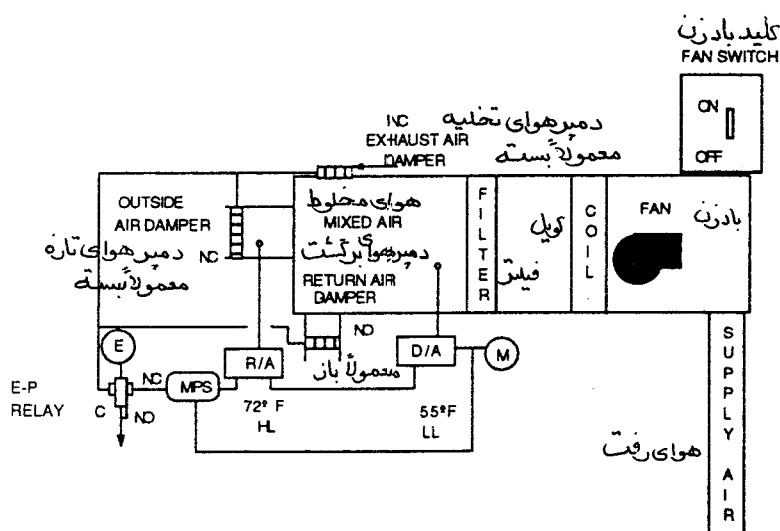 کلید بادزن
FAN SWITCH
ON
OFF
دمپر هوای تخلیه
معمولاً بسته
INC
EXHAUST AIR
DAMPER
OUTSIDE
AIR DAMPER
NC
دمپر هوای تازه
معمولاً بسته
هوای مخلوط
MIXED AIR
دمپر هوای برگشت
RETURN AIR
DAMPER
NO
معمولاً باز
FILTER
فیلتر
کویل
COIL
FAN
بادزن
E
E-P
RELAY
C
NO
NC
MPS
R/A
72° F
HL
D/A
55°F
LL
M
SUPPLY AIR
هوای رفت